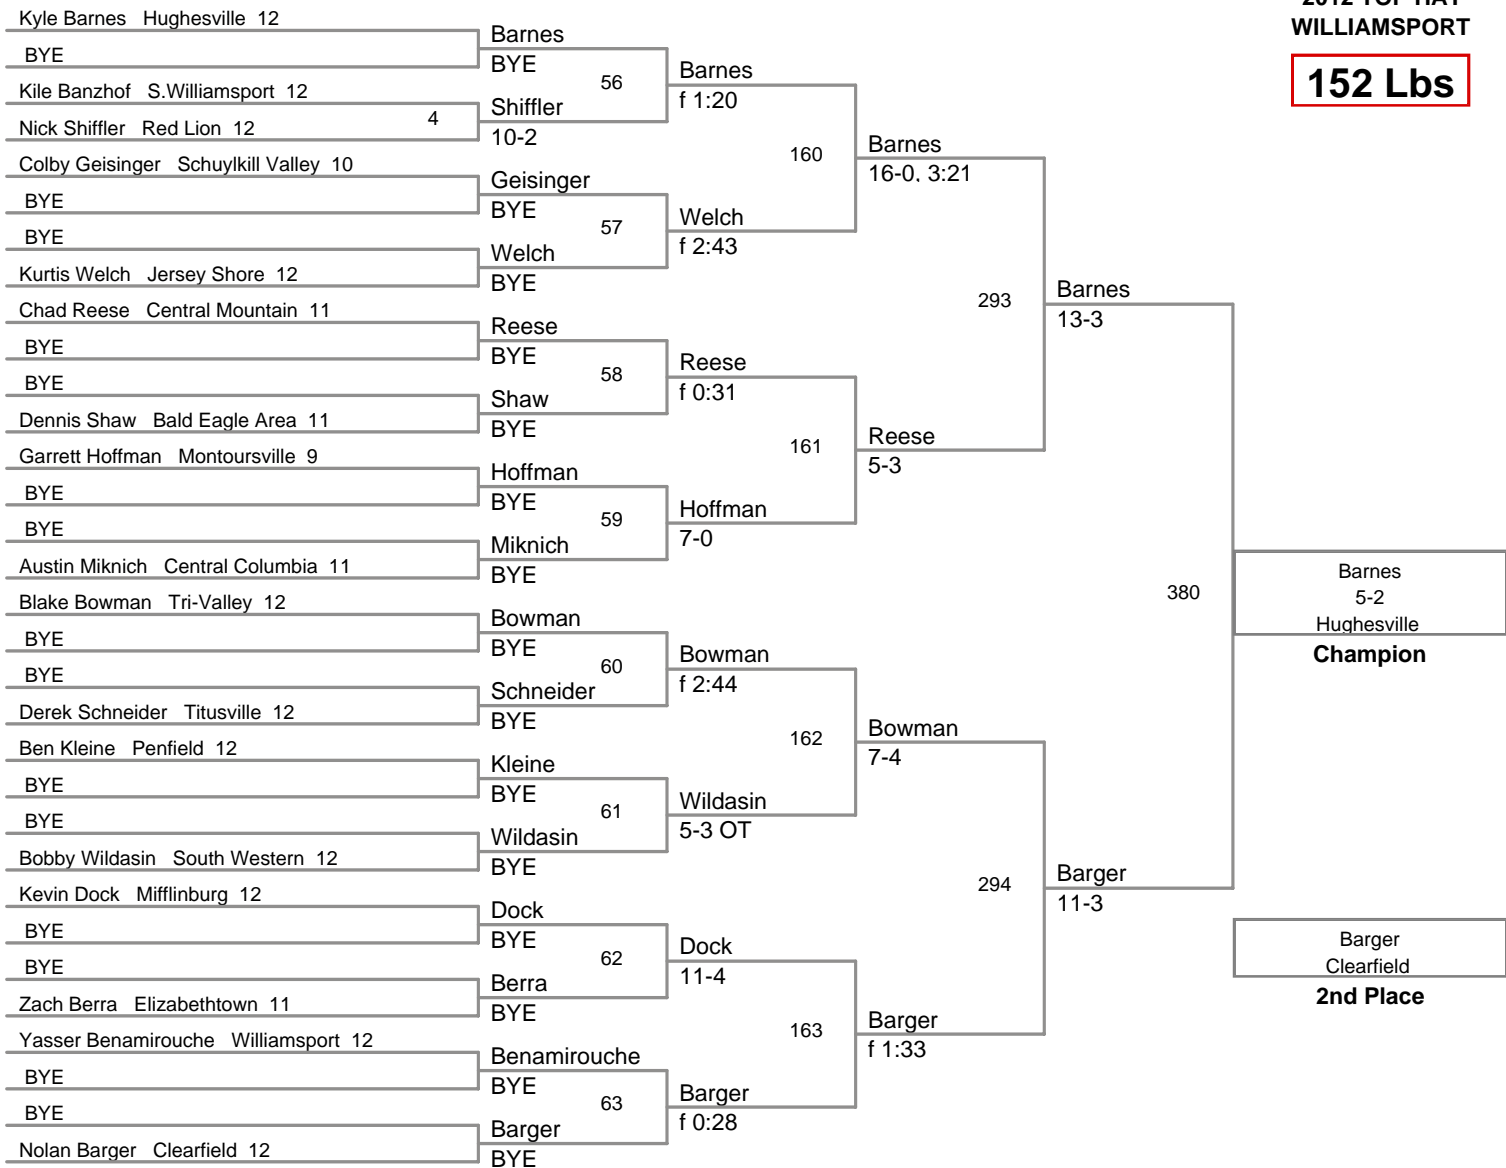 2012 TOP HAT
WILLIAMSPORT
152 Lbs
Kyle Barnes Hughesville 12
BYE
Kile Banzhof S.Williamsport 12
Nick Shiffler Red Lion 12
Colby Geisinger Schuylkill Valley 10
BYE
BYE
Kurtis Welch Jersey Shore 12
Chad Reese Central Mountain 11
BYE
BYE
Dennis Shaw Bald Eagle Area 11
Garrett Hoffman Montoursville 9
BYE
BYE
Austin Miknich Central Columbia 11
Blake Bowman Tri-Valley 12
BYE
BYE
Derek Schneider Titusville 12
Ben Kleine Penfield 12
BYE
BYE
Bobby Wildasin South Western 12
Kevin Dock Mifflinburg 12
BYE
BYE
Zach Berra Elizabethtown 11
Yasser Benamirouche Williamsport 12
BYE
BYE
Nolan Barger Clearfield 12
4
Barnes
BYE
Shiffler
10-2
Geisinger
BYE
Welch
BYE
Reese
BYE
Shaw
BYE
Hoffman
BYE
Miknich
BYE
Bowman
BYE
Schneider
BYE
Kleine
BYE
Wildasin
BYE
Dock
BYE
Berra
BYE
Benamirouche
BYE
Barger
BYE
56
57
58
59
60
61
62
63
Barnes
f 1:20
Welch
f 2:43
Reese
f 0:31
Hoffman
7-0
Bowman
f 2:44
Wildasin
5-3 OT
Dock
11-4
Barger
f 0:28
160
161
162
163
Barnes
16-0, 3:21
Reese
5-3
Bowman
7-4
Barger
f 1:33
293
294
Barnes
13-3
Barger
11-3
380
Barnes
5-2
Hughesville
Champion
Barger
Clearfield
2nd Place